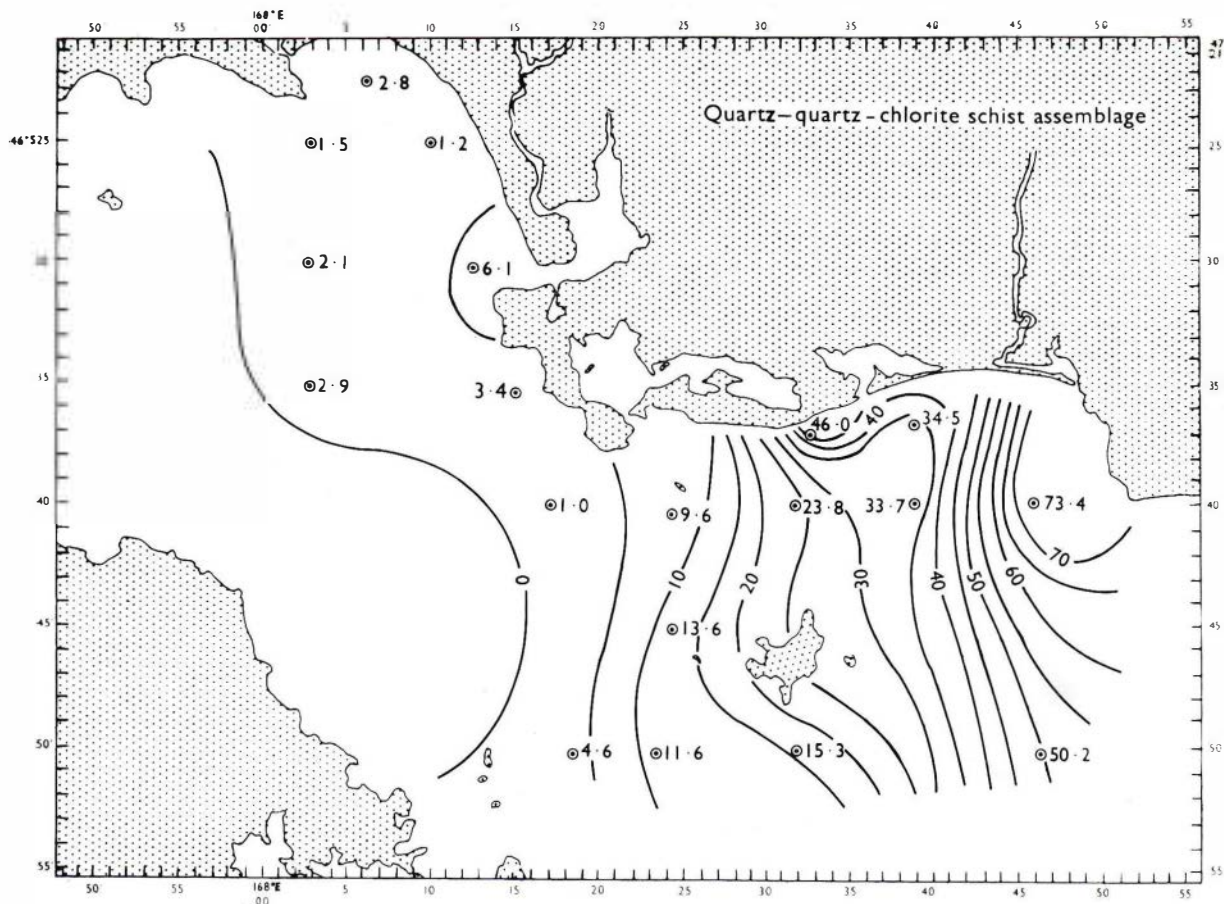 50 55 168°E 00' 5 10 15 20 25 30 35 40 45 50 55
47
21
2·8
Quartz–quartz-chlorite schist assemblage
46°S25 1·5 1·2 25
2·1 6·1 30
35 2·9 3·4 35
46·0 40 34·5
40 1·0 9·6 23·8 33·7 73·4 40
70
0 10 20 30 40 50 60
45 13·6 45
50 4·6 11·6 15·3 50·2 50
55 55
50 55 168°E 00 5 10 15 20 25 30 35 40 45 50 55